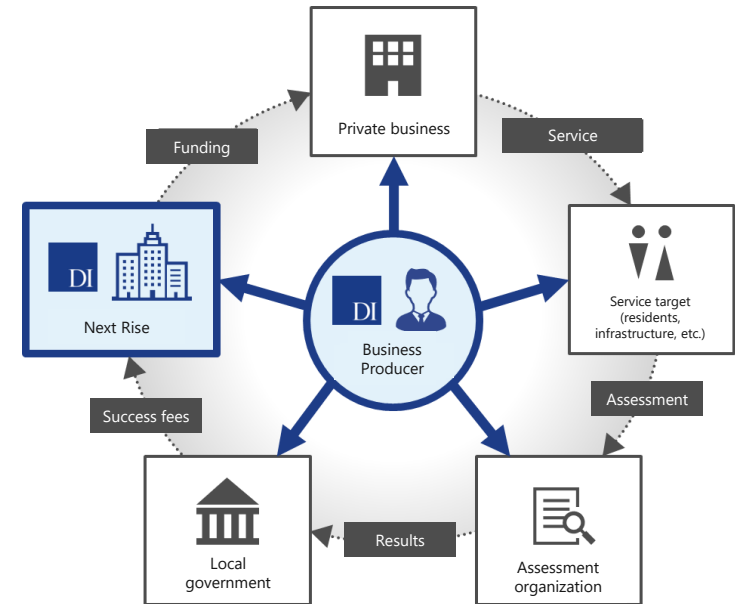 Private business
Funding
Service
DI
Next Rise
DI
Business
Producer
Service target
(residents,
infrastructure, etc.)
Success fees
Assessment
Local
government
Results
Assessment
organization